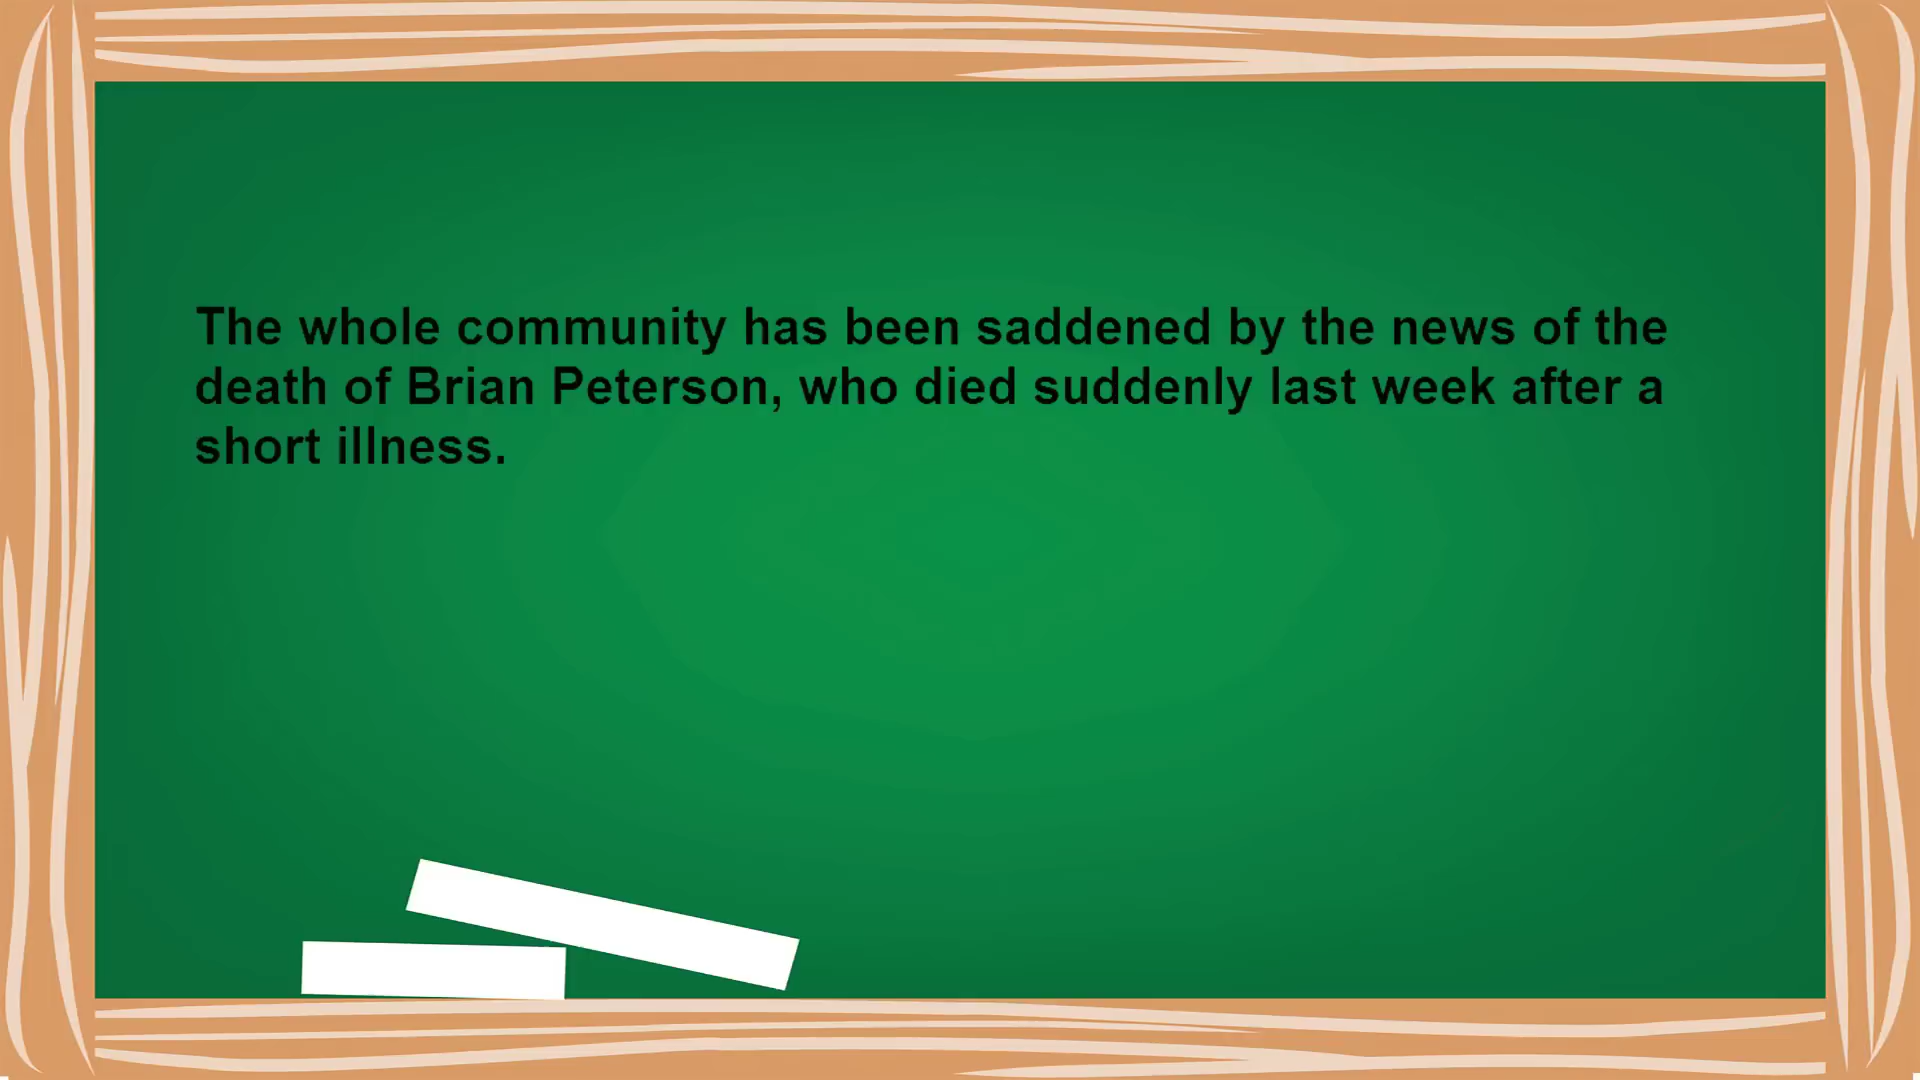 The whole community has been saddened by the news of the
death of Brian Peterson, who died suddenly last week after a
short illness.